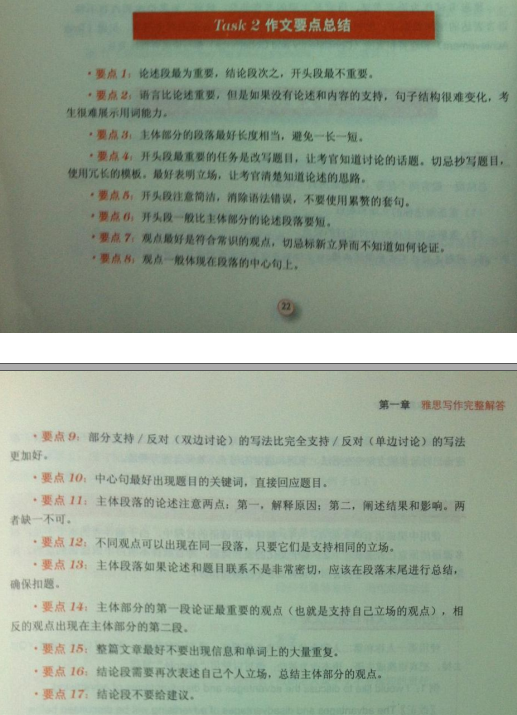 Task 2 作文要点总结
·要点 1：论述段最为重要，结论段次之，开头段最不重要。
·要点 2：语言比论述重要，但是如果没有论述和内容的支持，句子结构很难变化，考
生很难展示用词能力。
·要点 3：主体部分的段落最好长度相当，避免一长一短。
·要点 4：开头段最重要的任务是改写题目，让考官知道讨论的话题。切忌抄写题目，
使用冗长的模板。最好表明立场，让考官清楚知道论述的思路。
·要点 5：开头段注意简洁，消除语法错误，不要使用累赘的套句。
·要点 6：开头段一般比主体部分的论述段落要短。
·要点 7：观点最好是符合常识的观点，切忌标新立异而不知道如何论证。
·要点 8：观点一般体现在段落的中心句上。
22
第一章 雅思写作完整解答
·要点 9：部分支持/反对（双边讨论）的写法比完全支持/反对（单边讨论）的写法
更加好。
·要点 10：中心句最好出现题目的关键词，直接回应题目。
·要点 11：主体段落的论述注意两点：第一，解释原因；第二，阐述结果和影响。两
者缺一不可。
·要点 12：不同观点可以出现在同一段落，只要它们是支持相同的立场。
·要点 13：主体段落如果论述和题目联系不是非常密切，应该在段落末尾进行总结，
确保扣题。
·要点 14：主体部分的第一段论证最重要的观点（也就是支持自己立场的观点），相
反的观点出现在主体部分的第二段。
·要点 15：整篇文章最好不要出现信息和单词上的大量重复。
·要点 16：结论段需要再次表述自己个人立场，总结主体部分的观点。
·要点 17：结论段不要给建议。